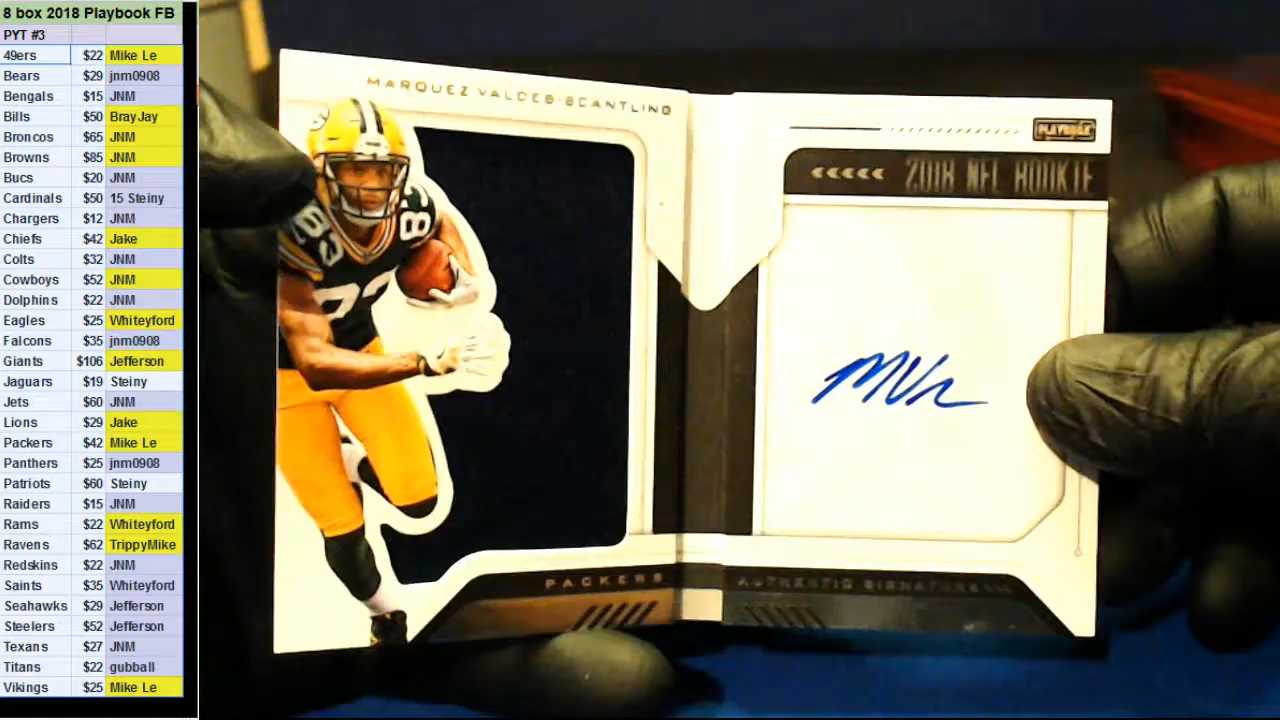 8 box 2018 Playbook FB
PYT #3
49ers $22 Mike Le
Bears $29 jnm0908
Bengals $15 JNM
Bills $50 BrayJay
Broncos $65 JNM
Browns $85 JNM
Bucs $20 JNM
Cardinals $50 15 Steiny
Chargers $12 JNM
Chiefs $42 Jake
Colts $32 JNM
Cowboys $52 JNM
Dolphins $22 JNM
Eagles $25 Whiteyford
Falcons $35 jnm0908
Giants $106 Jefferson
Jaguars $19 Steiny
Jets $60 JNM
Lions $29 Jake
Packers $42 Mike Le
Panthers $25 jnm0908
Patriots $60 Steiny
Raiders $15 JNM
Rams $22 Whiteyford
Ravens $62 TrippyMike
Redskins $22 JNM
Saints $35 Whiteyford
Seahawks $29 Jefferson
Steelers $52 Jefferson
Texans $27 JNM
Titans $22 gubball
Vikings $25 Mike Le
MARQUEZ VALDES-SCANTLING
83
83
PACKERS
PLAYBOOK
2018 NFL ROOKIE
MV
AUTHENTIC SIGNATURE